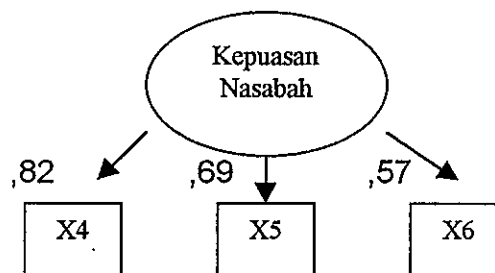 Kepuasan
Nasabah
,82
,69
,57
X4
X5
X6